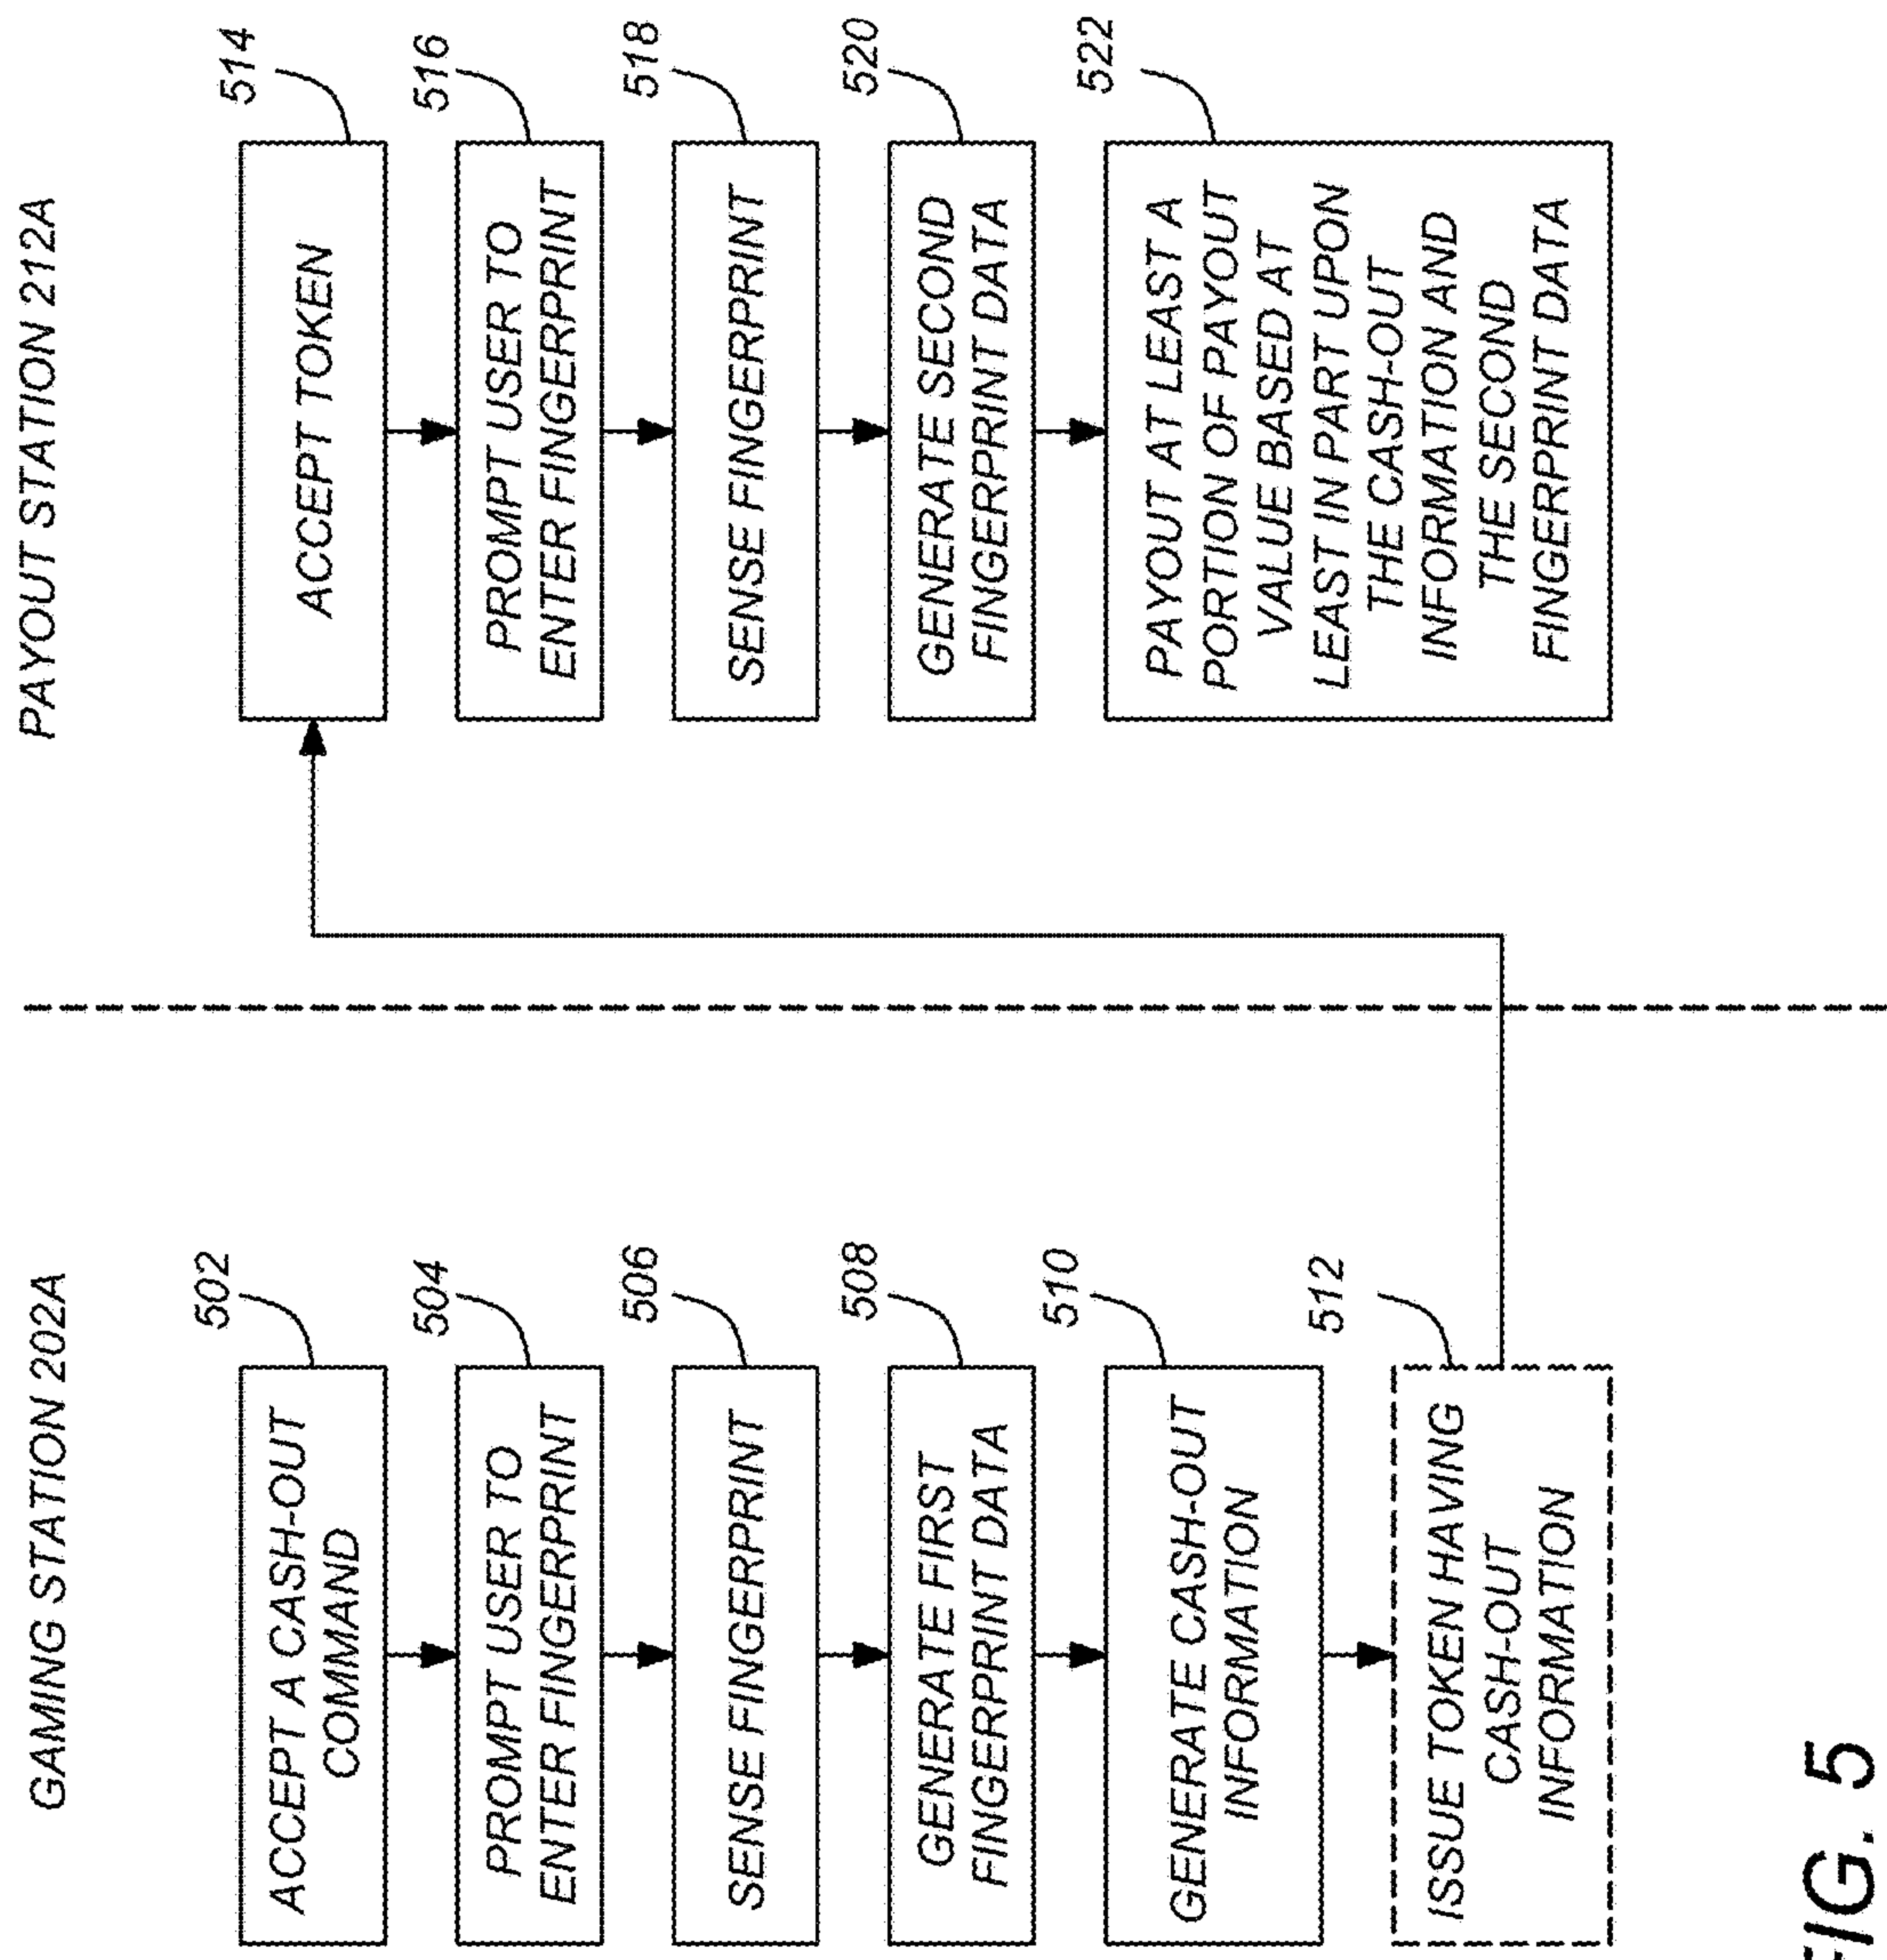 GAMING STATION 202A
502
ACCEPT A CASH-OUT
COMMAND
504
PROMPT USER TO
ENTER FINGERPRINT
506
SENSE FINGERPRINT
508
GENERATE FIRST
FINGERPRINT DATA
510
GENERATE CASH-OUT
INFORMATION
512
ISSUE TOKEN HAVING
CASH-OUT
INFORMATION
PAYOUT STATION 212A
514
ACCEPT TOKEN
516
PROMPT USER TO
ENTER FINGERPRINT
518
SENSE FINGERPRINT
520
GENERATE SECOND
FINGERPRINT DATA
522
PAYOUT AT LEAST A
PORTION OF PAYOUT
VALUE BASED AT
LEAST IN PART UPON
THE CASH-OUT
INFORMATION AND
THE SECOND
FINGERPRINT DATA
FIG. 5